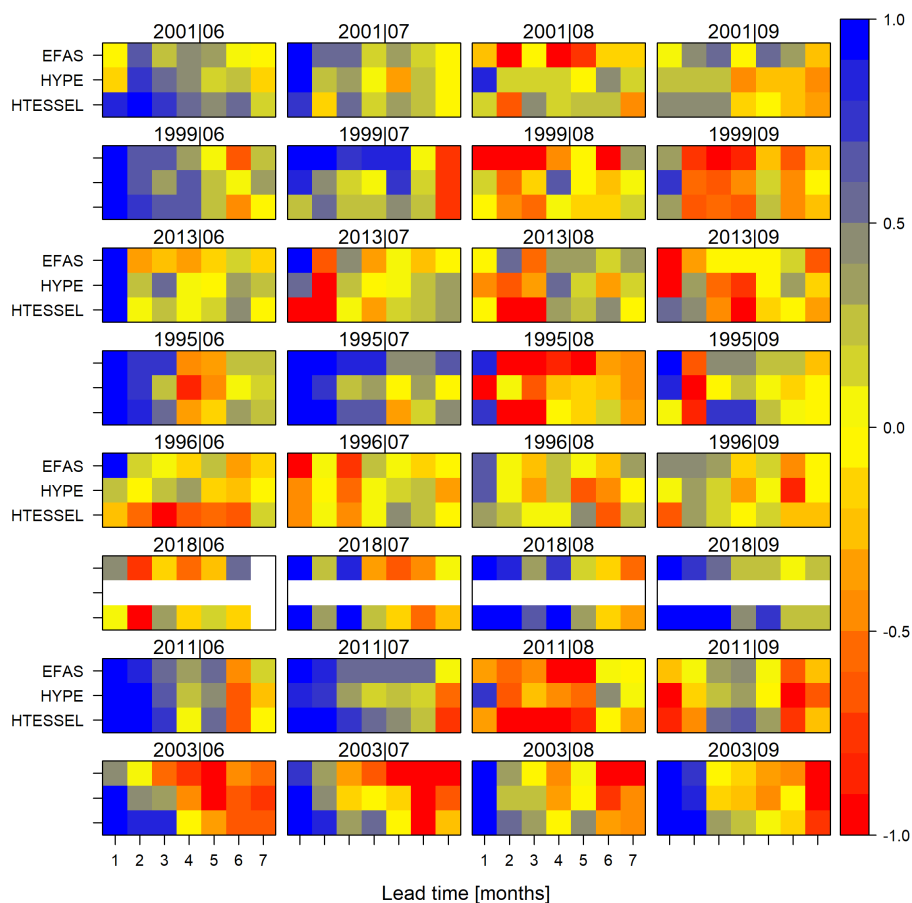 2001|06 2001|07 2001|08 2001|09
EFAS
HYPE
HTESSEL
1999|06 1999|07 1999|08 1999|09
2013|06 2013|07 2013|08 2013|09
EFAS
HYPE
HTESSEL
1995|06 1995|07 1995|08 1995|09
1996|06 1996|07 1996|08 1996|09
EFAS
HYPE
HTESSEL
2018|06 2018|07 2018|08 2018|09
2011|06 2011|07 2011|08 2011|09
EFAS
HYPE
HTESSEL
2003|06 2003|07 2003|08 2003|09
1 2 3 4 5 6 7 1 2 3 4 5 6 7
Lead time [months]
1.0
0.5
0.0
-0.5
-1.0